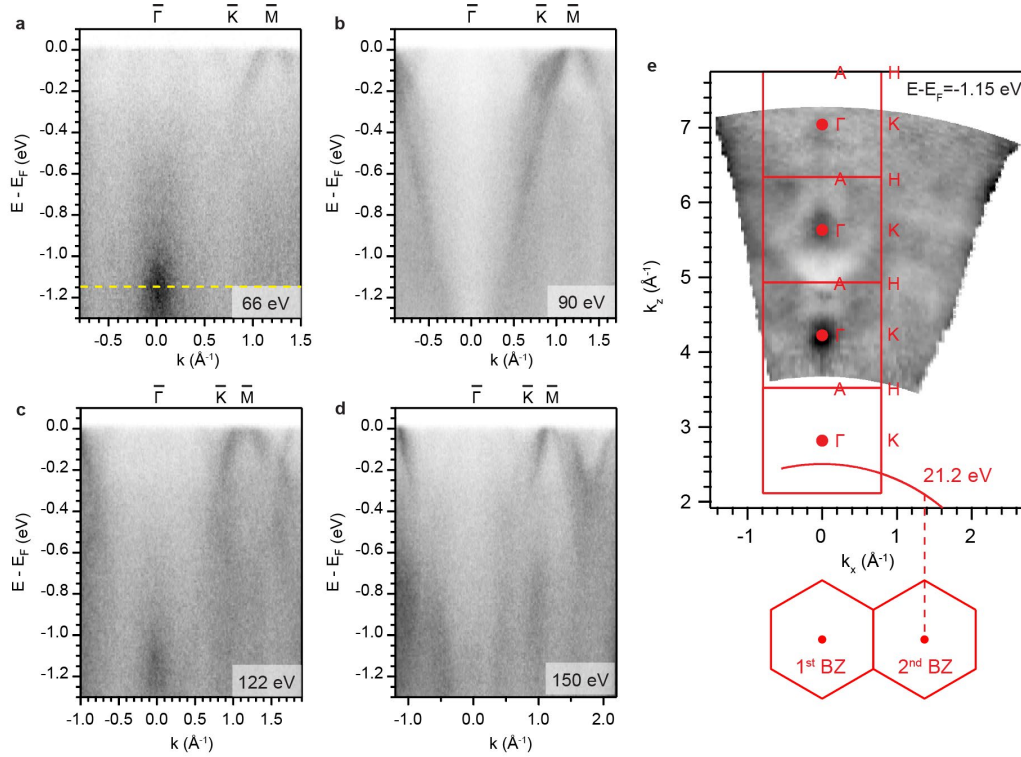 a
Γ̅ K̅ M̅
0.0
-0.2
-0.4
-0.6
-0.8
-1.0
-1.2
E - E_F (eV)
66 eV
-0.5 0.0 0.5 1.0 1.5
k (Å⁻¹)
b
Γ̅ K̅ M̅
0.0
-0.2
-0.4
-0.6
-0.8
-1.0
-1.2
E - E_F (eV)
90 eV
-0.5 0.0 0.5 1.0 1.5
k (Å⁻¹)
c
Γ̅ K̅ M̅
0.0
-0.2
-0.4
-0.6
-0.8
-1.0
-1.2
E - E_F (eV)
122 eV
-1.0 -0.5 0.0 0.5 1.0 1.5
k (Å⁻¹)
d
Γ̅ K̅ M̅
0.0
-0.2
-0.4
-0.6
-0.8
-1.0
-1.2
E - E_F (eV)
150 eV
-1.0 0.0 1.0 2.0
k (Å⁻¹)
e
A H
E-E_F=-1.15 eV
Γ K
A H
Γ K
A H
Γ K
A H
Γ K
21.2 eV
7
6
5
4
3
2
k_z (Å⁻¹)
-1 0 1 2
k_x (Å⁻¹)
1st BZ
2nd BZ